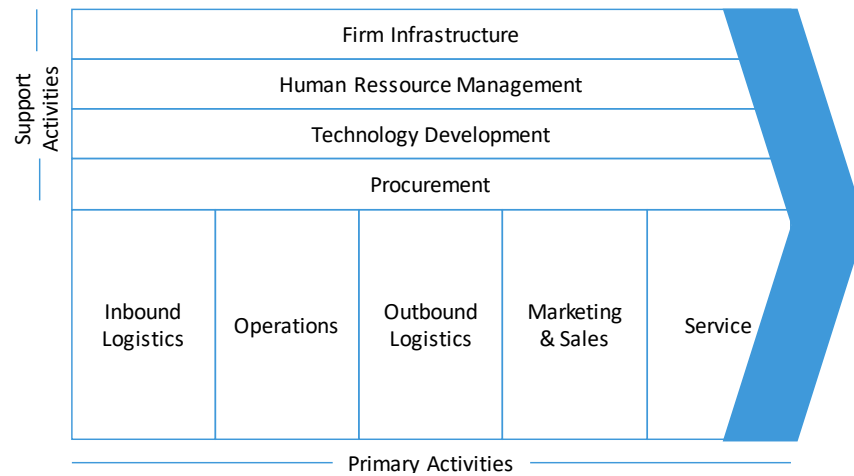 Support
Activities
Firm Infrastructure
Human Ressource Management
Technology Development
Procurement
Inbound
Logistics
Operations
Outbound
Logistics
Marketing
& Sales
Service
Primary Activities